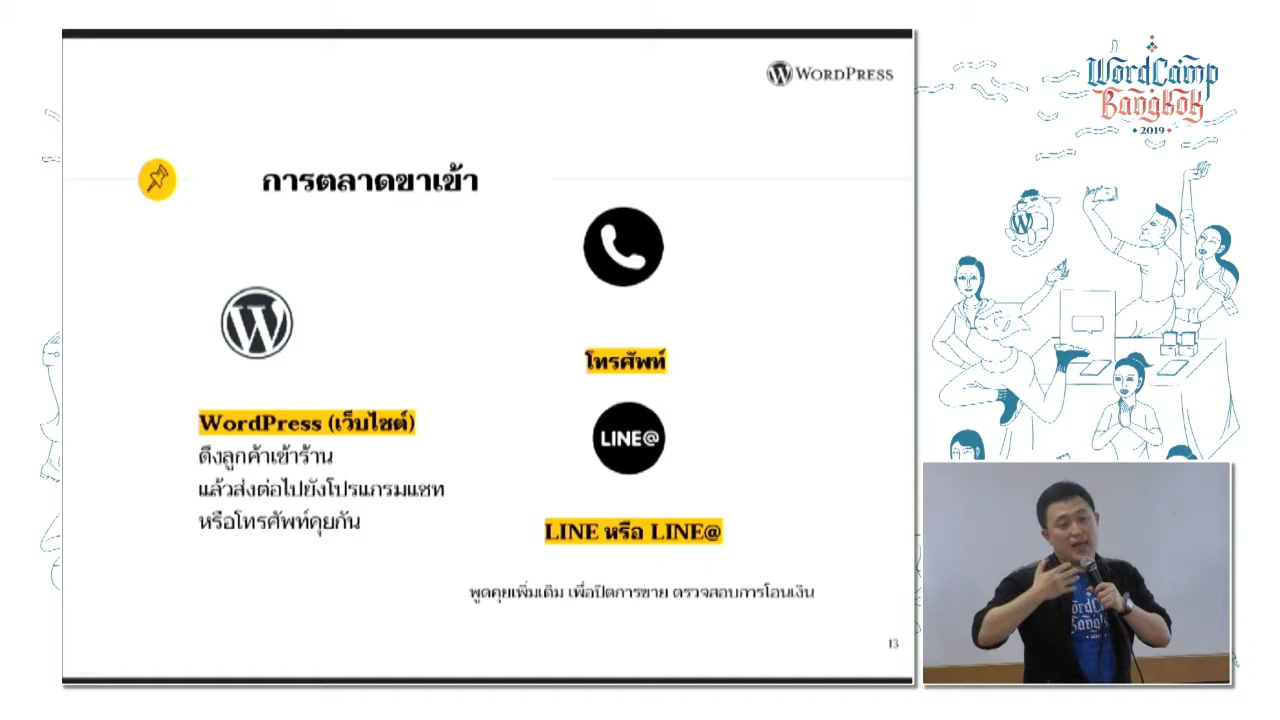 WORDPRESS
WordCamp
Bangkok
2019
การตลาดขาเข้า
WordPress (เว็บไซต์)
ดึงลูกค้าเข้าร้าน
แล้วส่งต่อไปยังโปรแกรมแชท
หรือโทรศัพท์คุยกัน
โทรศัพท์
LINE@
LINE หรือ LINE@
พูดคุยเพิ่มเติม เพื่อปิดการขาย ตรวจสอบการโอนเงิน
13